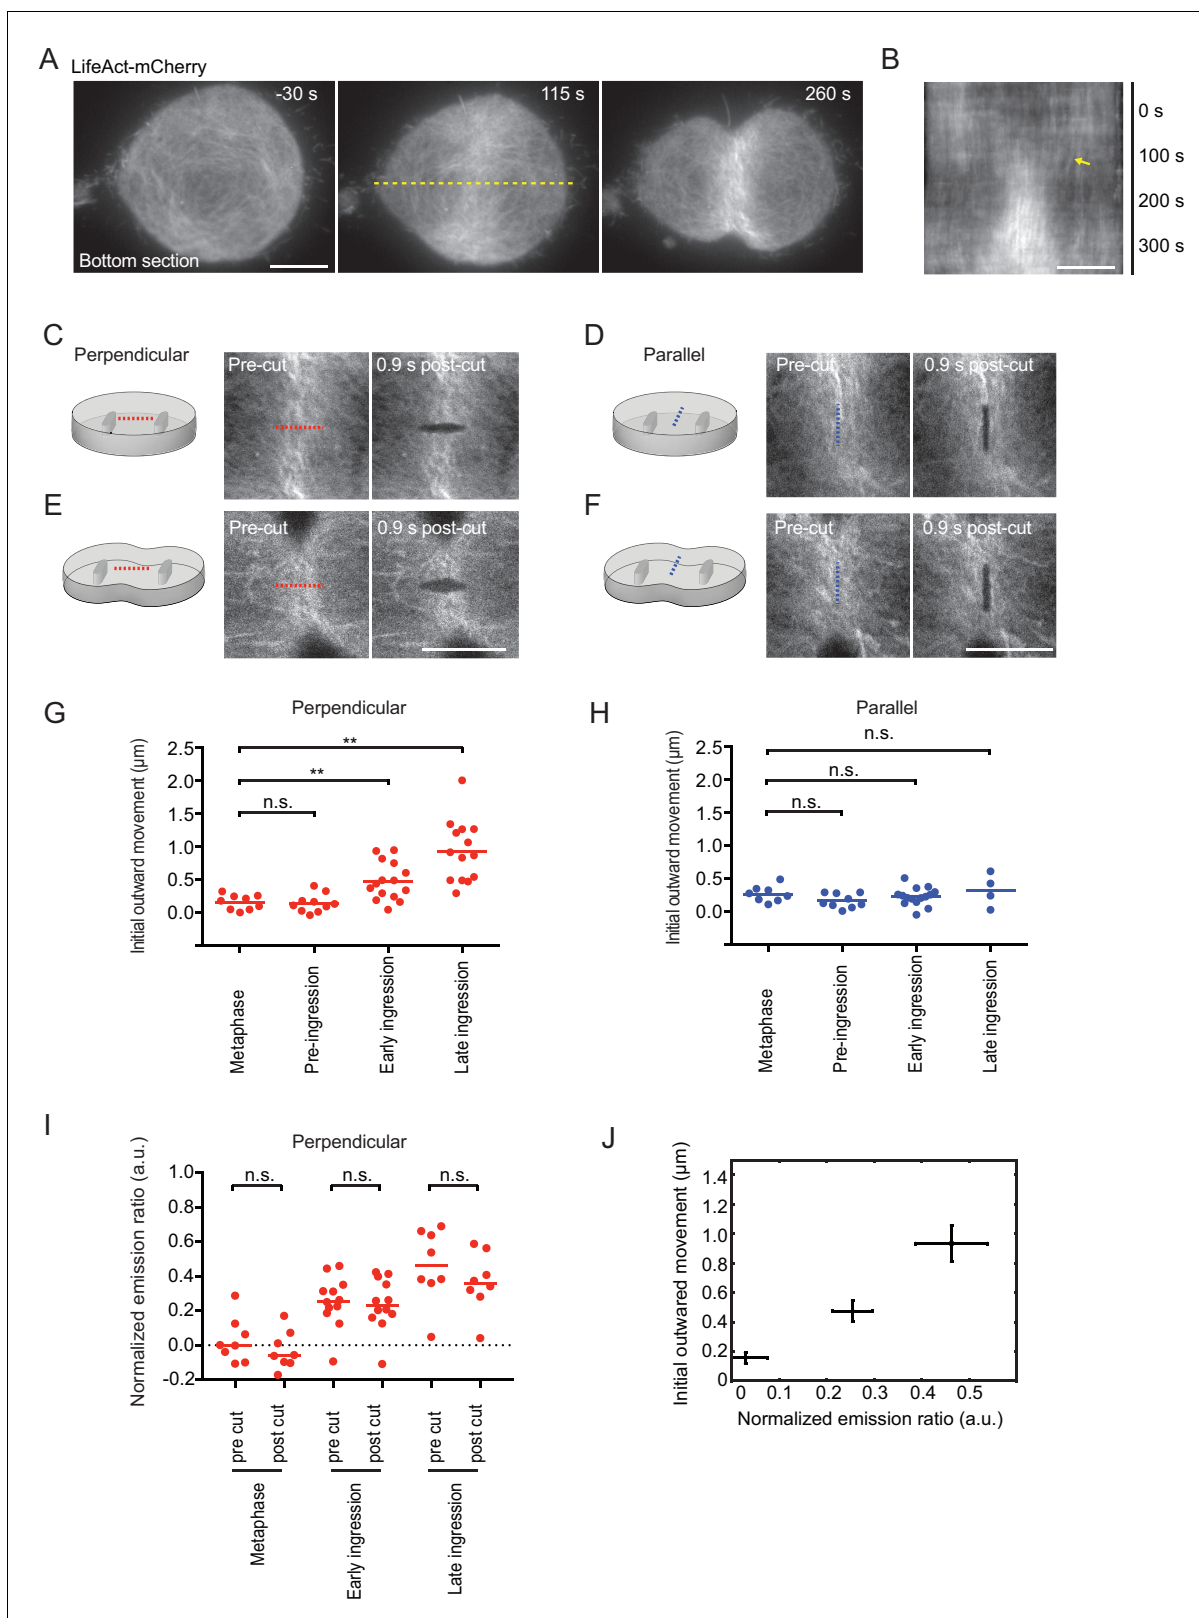 A
LifeAct-mCherry
-30 s
115 s
260 s
Bottom section
B
0 s
100 s
200 s
300 s
C
Perpendicular
Pre-cut
0.9 s post-cut
D
Parallel
Pre-cut
0.9 s post-cut
E
Pre-cut
0.9 s post-cut
F
Pre-cut
0.9 s post-cut
G
Perpendicular
Initial outward movement (µm)
2.5
2.0
1.5
1.0
0.5
0.0
**
**
n.s.
Metaphase
Pre-ingression
Early ingression
Late ingression
H
Parallel
Initial outward movement (µm)
2.5
2.0
1.5
1.0
0.5
0.0
n.s.
n.s.
n.s.
Metaphase
Pre-ingression
Early ingression
Late ingression
I
Perpendicular
Normalized emission ratio (a.u.)
1.0
0.8
0.6
0.4
0.2
0.0
-0.2
n.s.
n.s.
n.s.
pre cut
post cut
pre cut
post cut
pre cut
post cut
Metaphase
Early ingression
Late ingression
J
Initial outwared movement (µm)
1.4
1.2
1.0
0.8
0.6
0.4
0.2
0
0
0.1
0.2
0.3
0.4
0.5
Normalized emission ratio (a.u.)